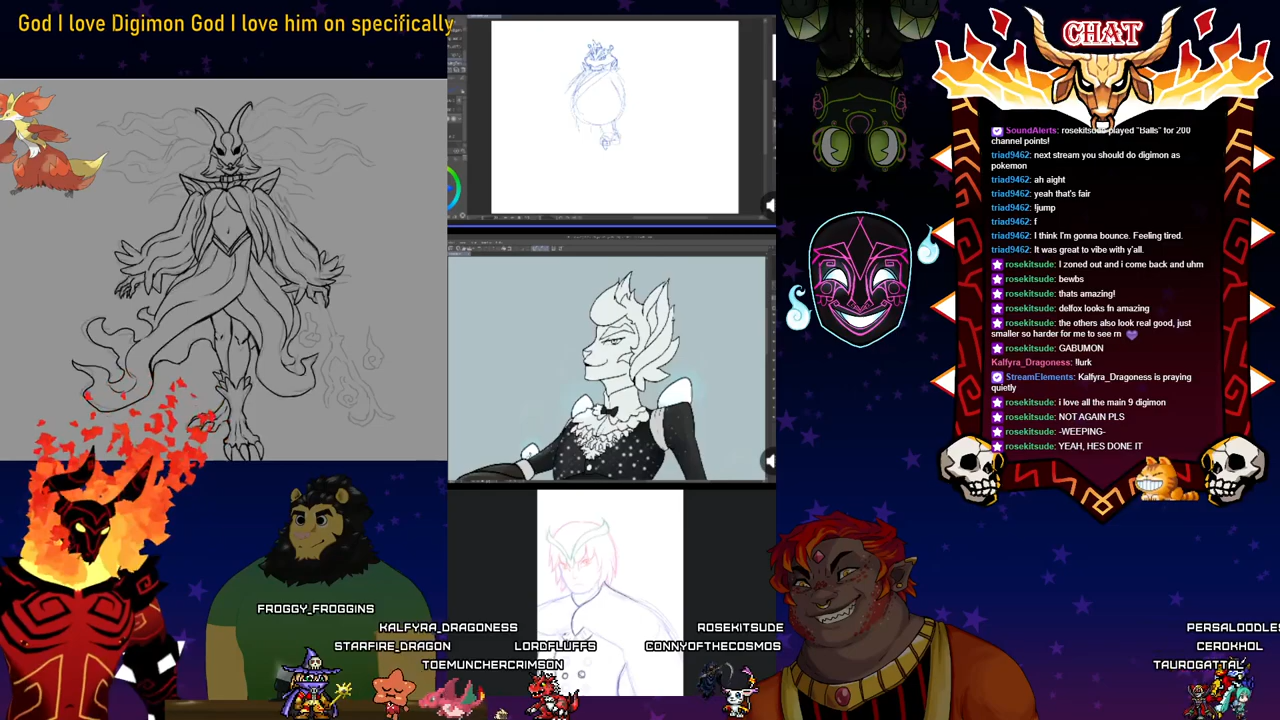 God I love Digimon God I love him on specifically
CHAT
SoundAlerts: rosekitsude played "Balls" for 200
channel points!
triad9462: next stream you should do digimon as
pokemon
triad9462: ah aight
triad9462: yeah that's fair
triad9462: !jump
triad9462: f
triad9462: I think I'm gonna bounce. Feeling tired.
triad9462: It was great to vibe with y'all.
rosekitsude: I zoned out and i come back and uhm
rosekitsude: bewbs
rosekitsude: thats amazing!
rosekitsude: delfox looks fn amazing
rosekitsude: the others also look real good, just
smaller so harder for me to see rn
rosekitsude: GABUMON
Kalfyra_Dragoness: !lurk
StreamElements: Kalfyra_Dragoness is praying
quietly
rosekitsude: i love all the main 9 digimon
rosekitsude: NOT AGAIN PLS
rosekitsude: -WEEPING-
rosekitsude: YEAH, HES DONE IT
FROGGY_FROGGINS
KALFYRA_DRAGONESS
ROSEKITSUDE
PERSALOODLES
STARFIRE_DRAGON
LORDFLUFFS
CONNYOFTHECOSMOS
CEROKHOL
TOEMUNCHERCRIMSON
TAUROGATTAL